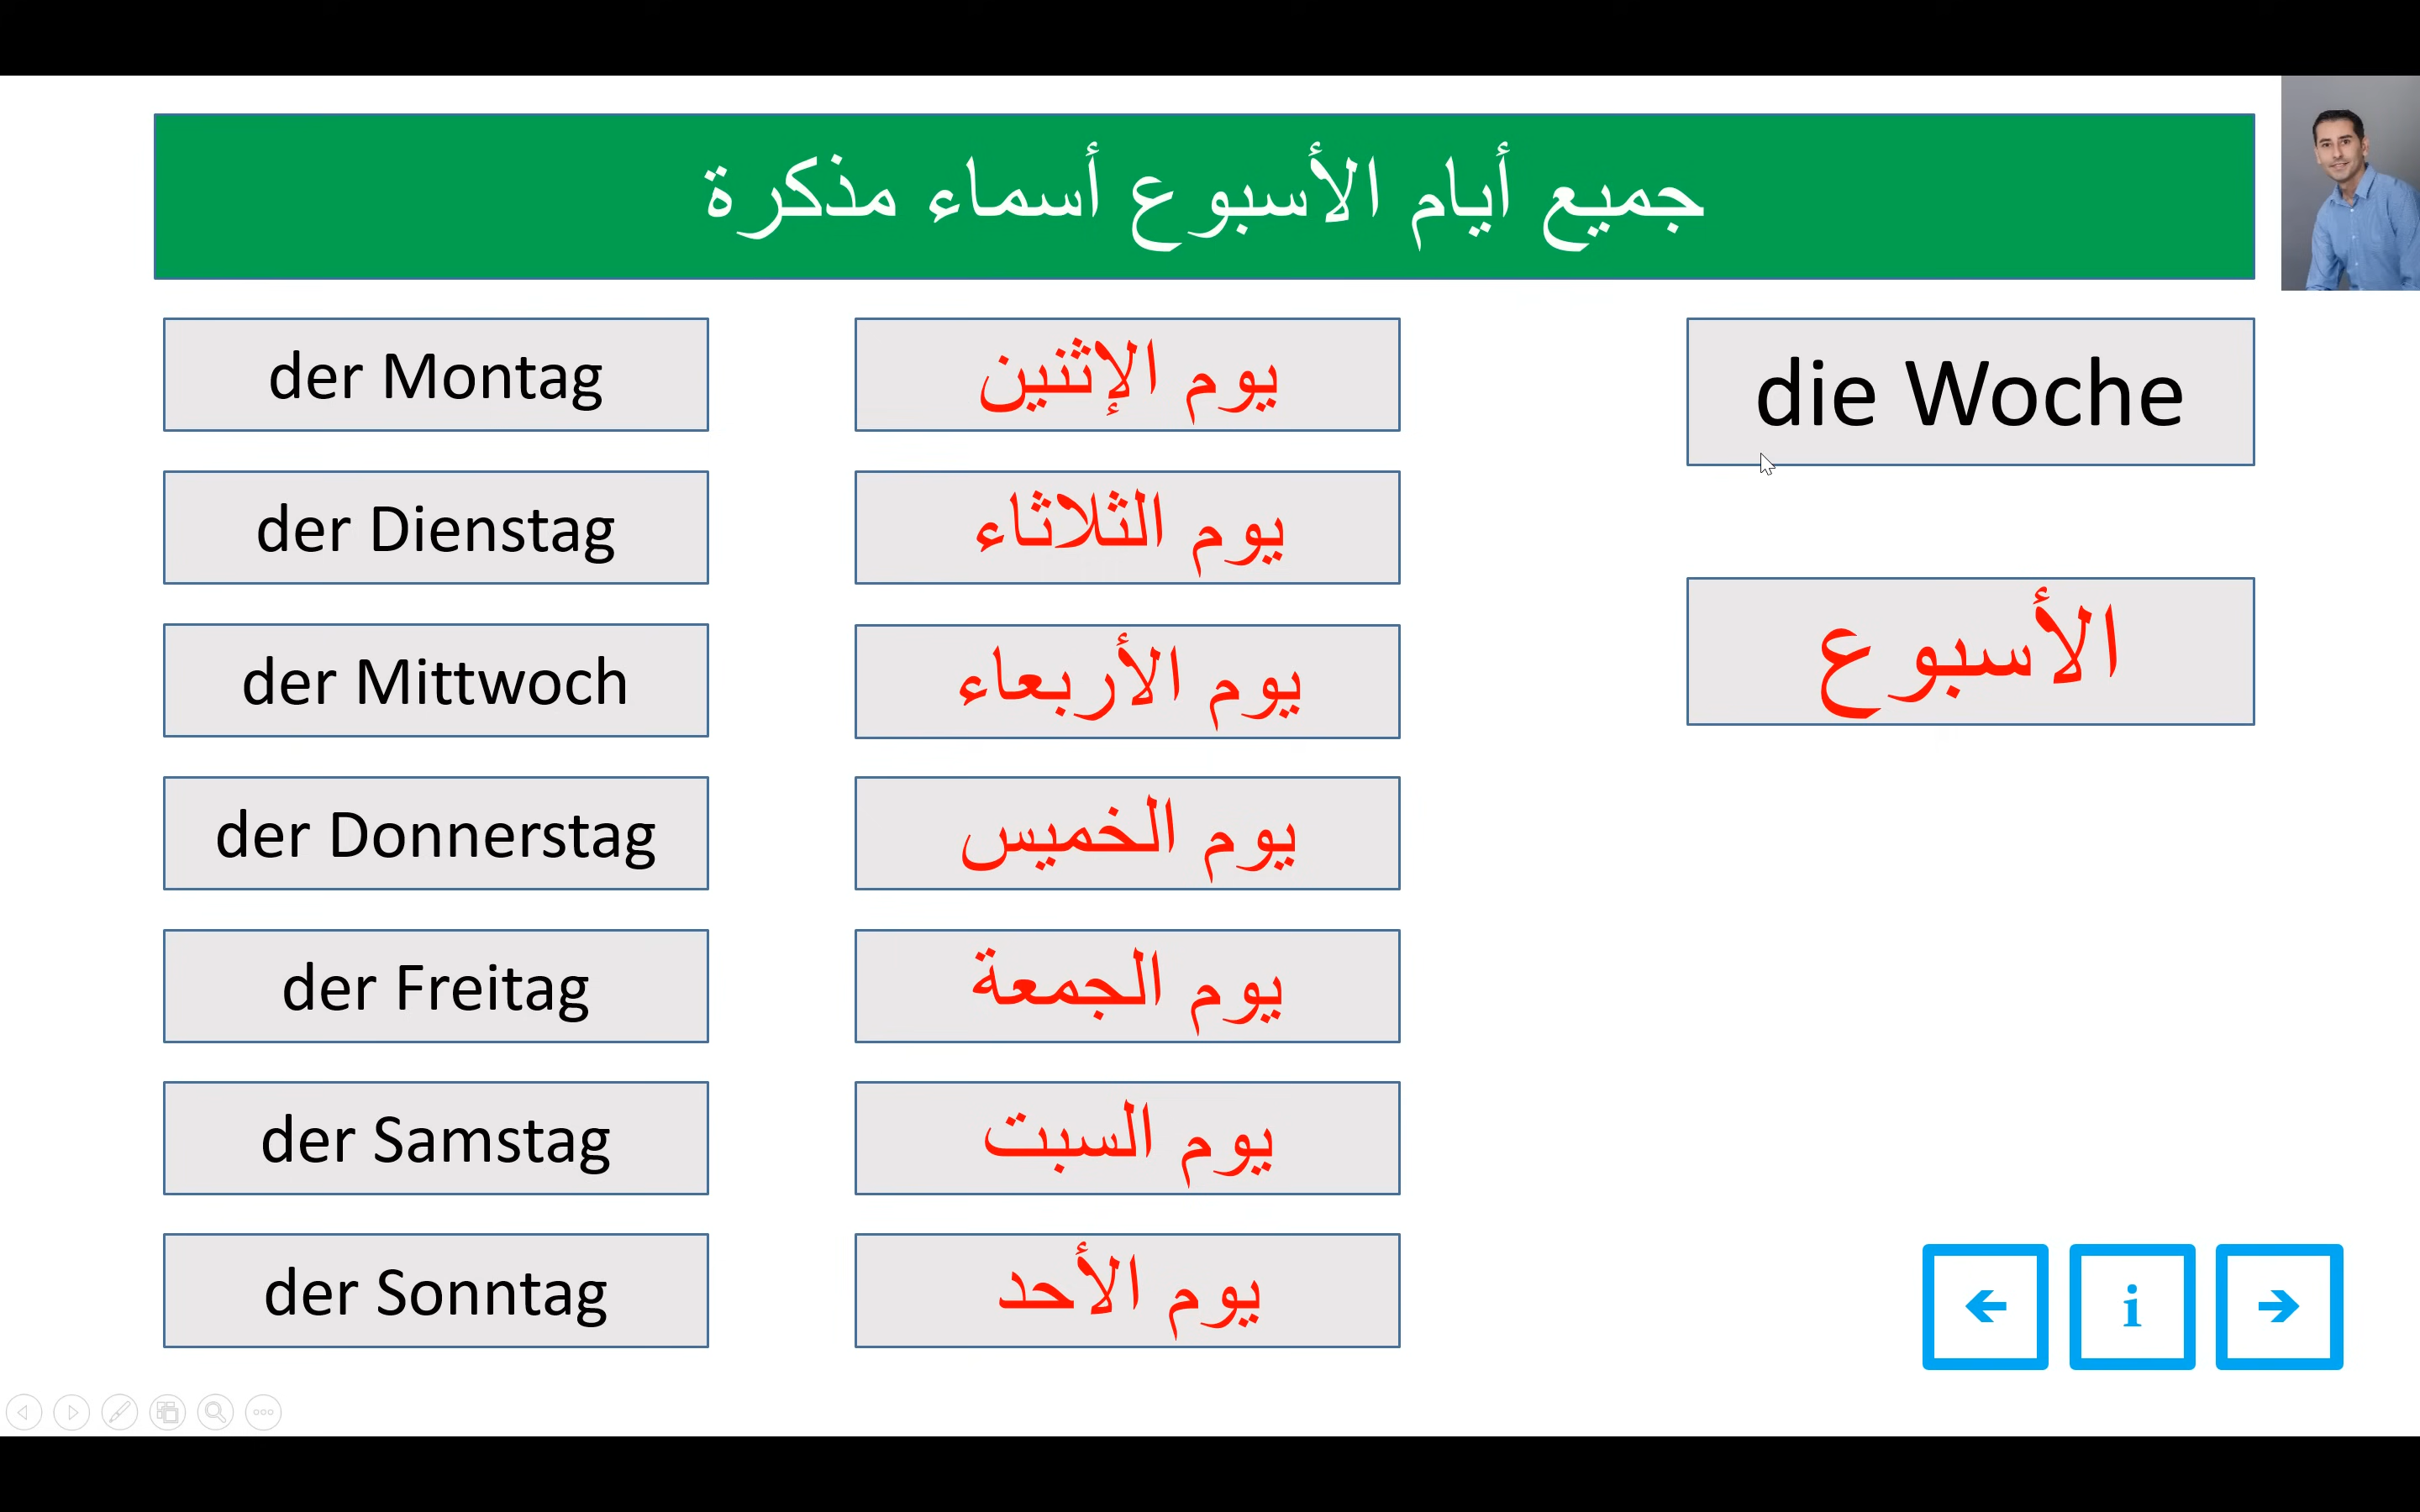 جميع أيام الأسبوع أسماء مذكرة
der Montag
يوم الإثنين
die Woche
der Dienstag
يوم الثلاثاء
der Mittwoch
يوم الأربعاء
الأسبوع
der Donnerstag
يوم الخميس
der Freitag
يوم الجمعة
der Samstag
يوم السبت
der Sonntag
يوم الأحد
i